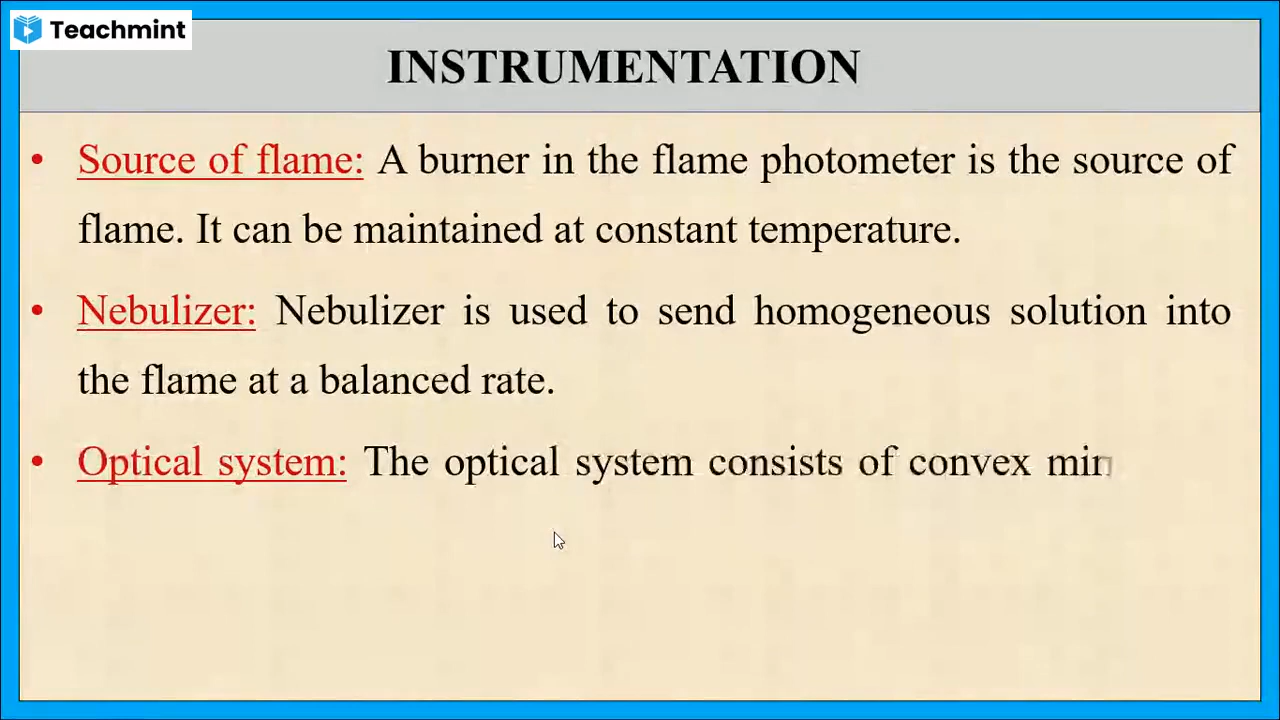 Teachmint
INSTRUMENTATION
• Source of flame: A burner in the flame photometer is the source of
flame. It can be maintained at constant temperature.
• Nebulizer: Nebulizer is used to send homogeneous solution into
the flame at a balanced rate.
• Optical system: The optical system consists of convex